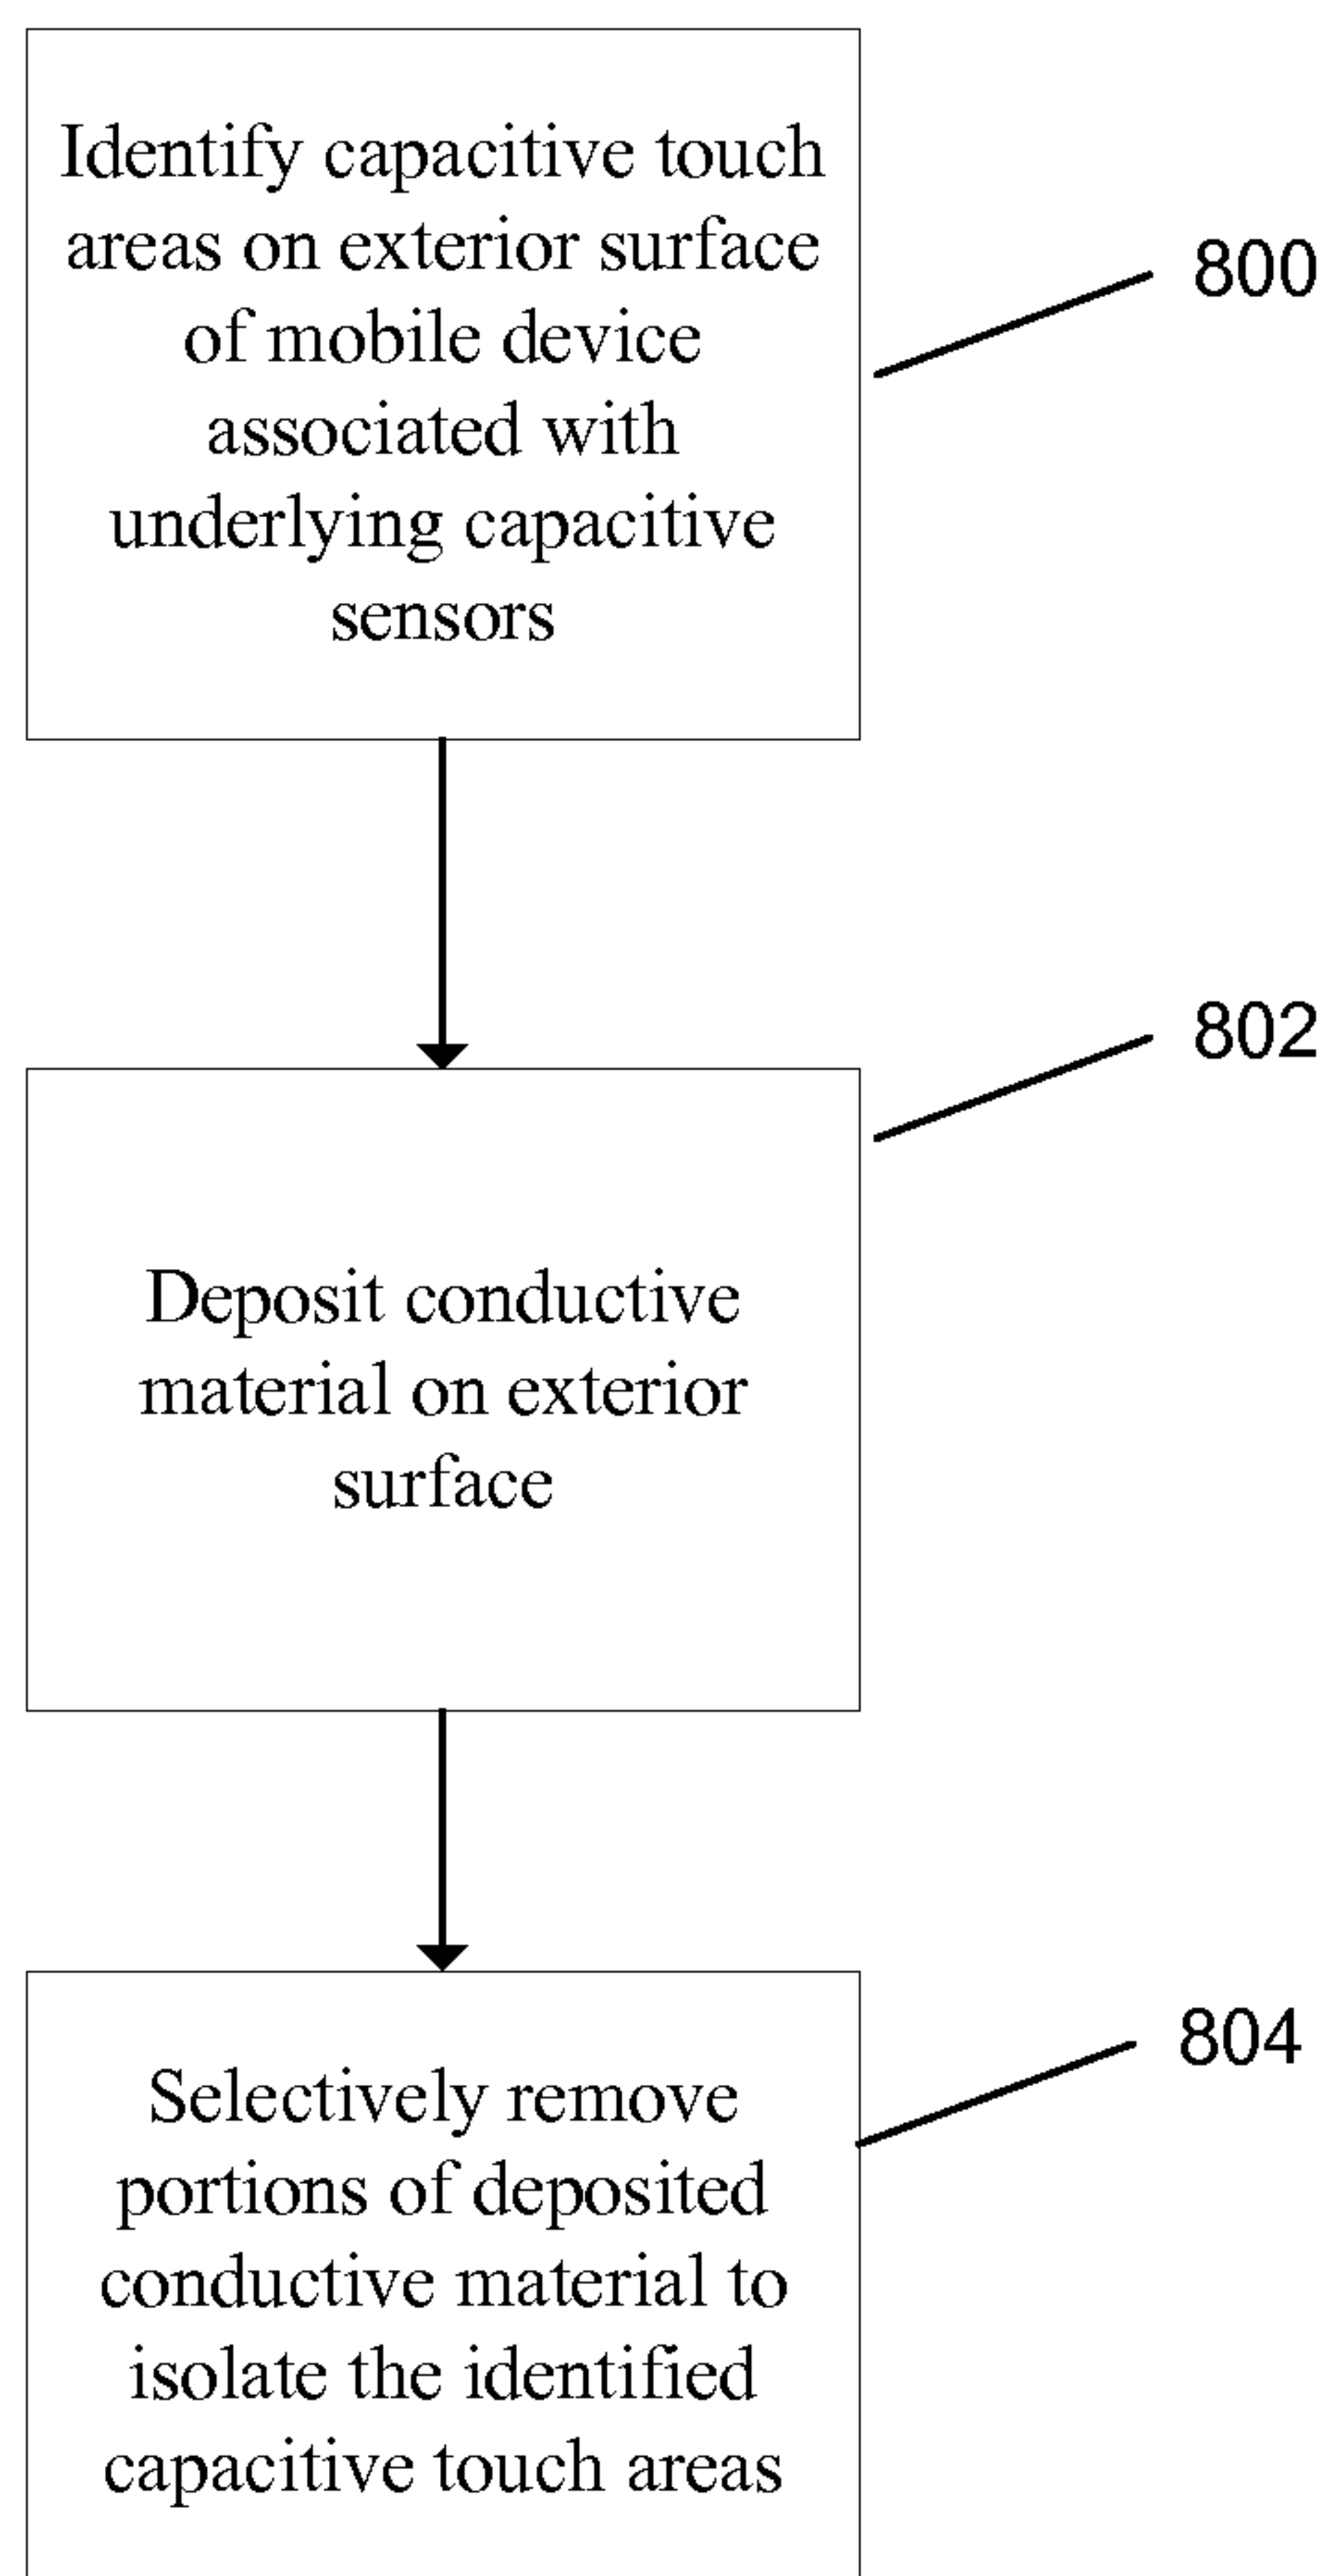 Identify capacitive touch
areas on exterior surface
of mobile device
associated with
underlying capacitive
sensors
800
Deposit conductive
material on exterior
surface
802
Selectively remove
portions of deposited
conductive material to
isolate the identified
capacitive touch areas
804